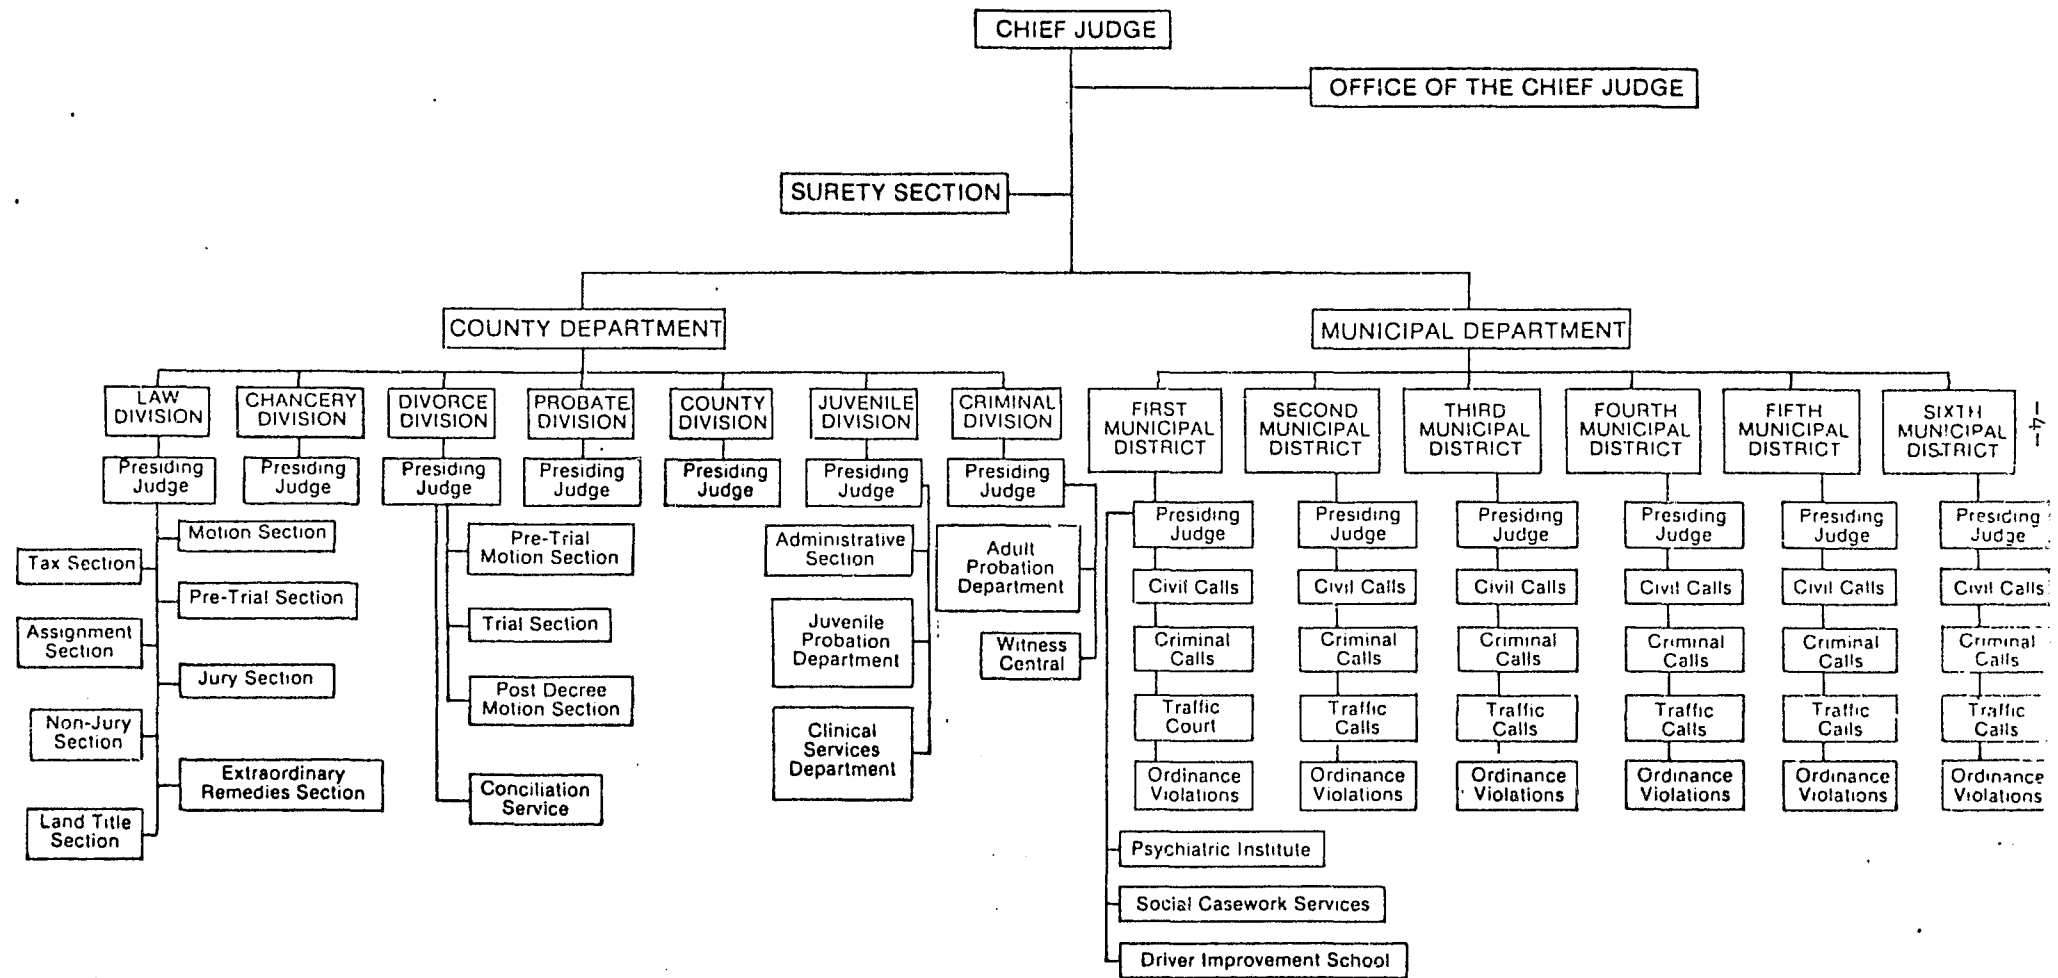 CHIEF JUDGE
OFFICE OF THE CHIEF JUDGE
SURETY SECTION
COUNTY DEPARTMENT
MUNICIPAL DEPARTMENT
LAW
DIVISION
CHANCERY
DIVISION
DIVORCE
DIVISION
PROBATE
DIVISION
COUNTY
DIVISION
JUVENILE
DIVISION
CRIMINAL
DIVISION
Presiding
Judge
Presiding
Judge
Presiding
Judge
Presiding
Judge
Presiding
Judge
Presiding
Judge
Presiding
Judge
Motion Section
Tax Section
Pre-Trial Section
Assignment
Section
Jury Section
Non-Jury
Section
Extraordinary
Remedies Section
Land Title
Section
Pre-Trial
Motion Section
Trial Section
Post Decree
Motion Section
Conciliation
Service
Administrative
Section
Juvenile
Probation
Department
Clinical
Services
Department
Adult
Probation
Department
Witness
Central
FIRST
MUNICIPAL
DISTRICT
Presiding
Judge
Civil Calls
Criminal
Calls
Traffic
Court
Ordinance
Violations
Psychiatric Institute
Social Casework Services
Driver Improvement School
SECOND
MUNICIPAL
DISTRICT
Presiding
Judge
Civil Calls
Criminal
Calls
Traffic
Calls
Ordinance
Violations
THIRD
MUNICIPAL
DISTRICT
Presiding
Judge
Civil Calls
Criminal
Calls
Traffic
Calls
Ordinance
Violations
FOURTH
MUNICIPAL
DISTRICT
Presiding
Judge
Civil Calls
Criminal
Calls
Traffic
Calls
Ordinance
Violations
FIFTH
MUNICIPAL
DISTRICT
Presiding
Judge
Civil Calls
Criminal
Calls
Traffic
Calls
Ordinance
Violations
SIXTH
MUNICIPAL
DISTRICT
Presiding
Judge
Civil Calls
Criminal
Calls
Traffic
Calls
Ordinance
Violations
-4-